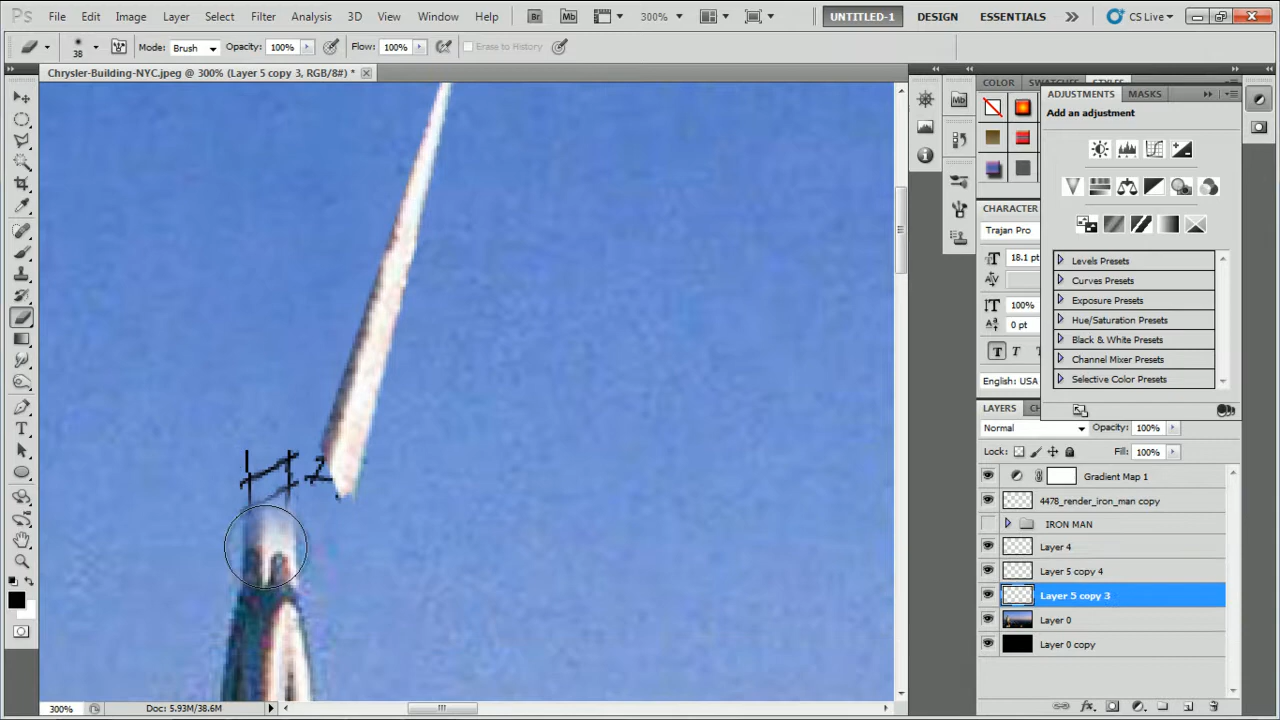 Ps File Edit Image Layer Select Filter Analysis 3D View Window Help Br Mb 300% UNTITLED-1 DESIGN ESSENTIALS CS Live
38 Mode: Brush Opacity: 100% Flow: 100% Erase to History
Chrysler-Building-NYC.jpeg @ 300% (Layer 5 copy 3, RGB/8#) *
COLOR SWATCHES STYLES
Mb
ADJUSTMENTS MASKS
Add an adjustment
CHARACTER
Trajan Pro
18.1 pt
100%
0 pt
T T
English: USA
Levels Presets
Curves Presets
Exposure Presets
Hue/Saturation Presets
Black & White Presets
Channel Mixer Presets
Selective Color Presets
LAYERS
Normal Opacity: 100%
Lock: Fill: 100%
Gradient Map 1
4478_render_iron_man copy
IRON MAN
Layer 4
Layer 5 copy 4
Layer 5 copy 3
Layer 0
Layer 0 copy
300% Doc: 5.93M/38.6M